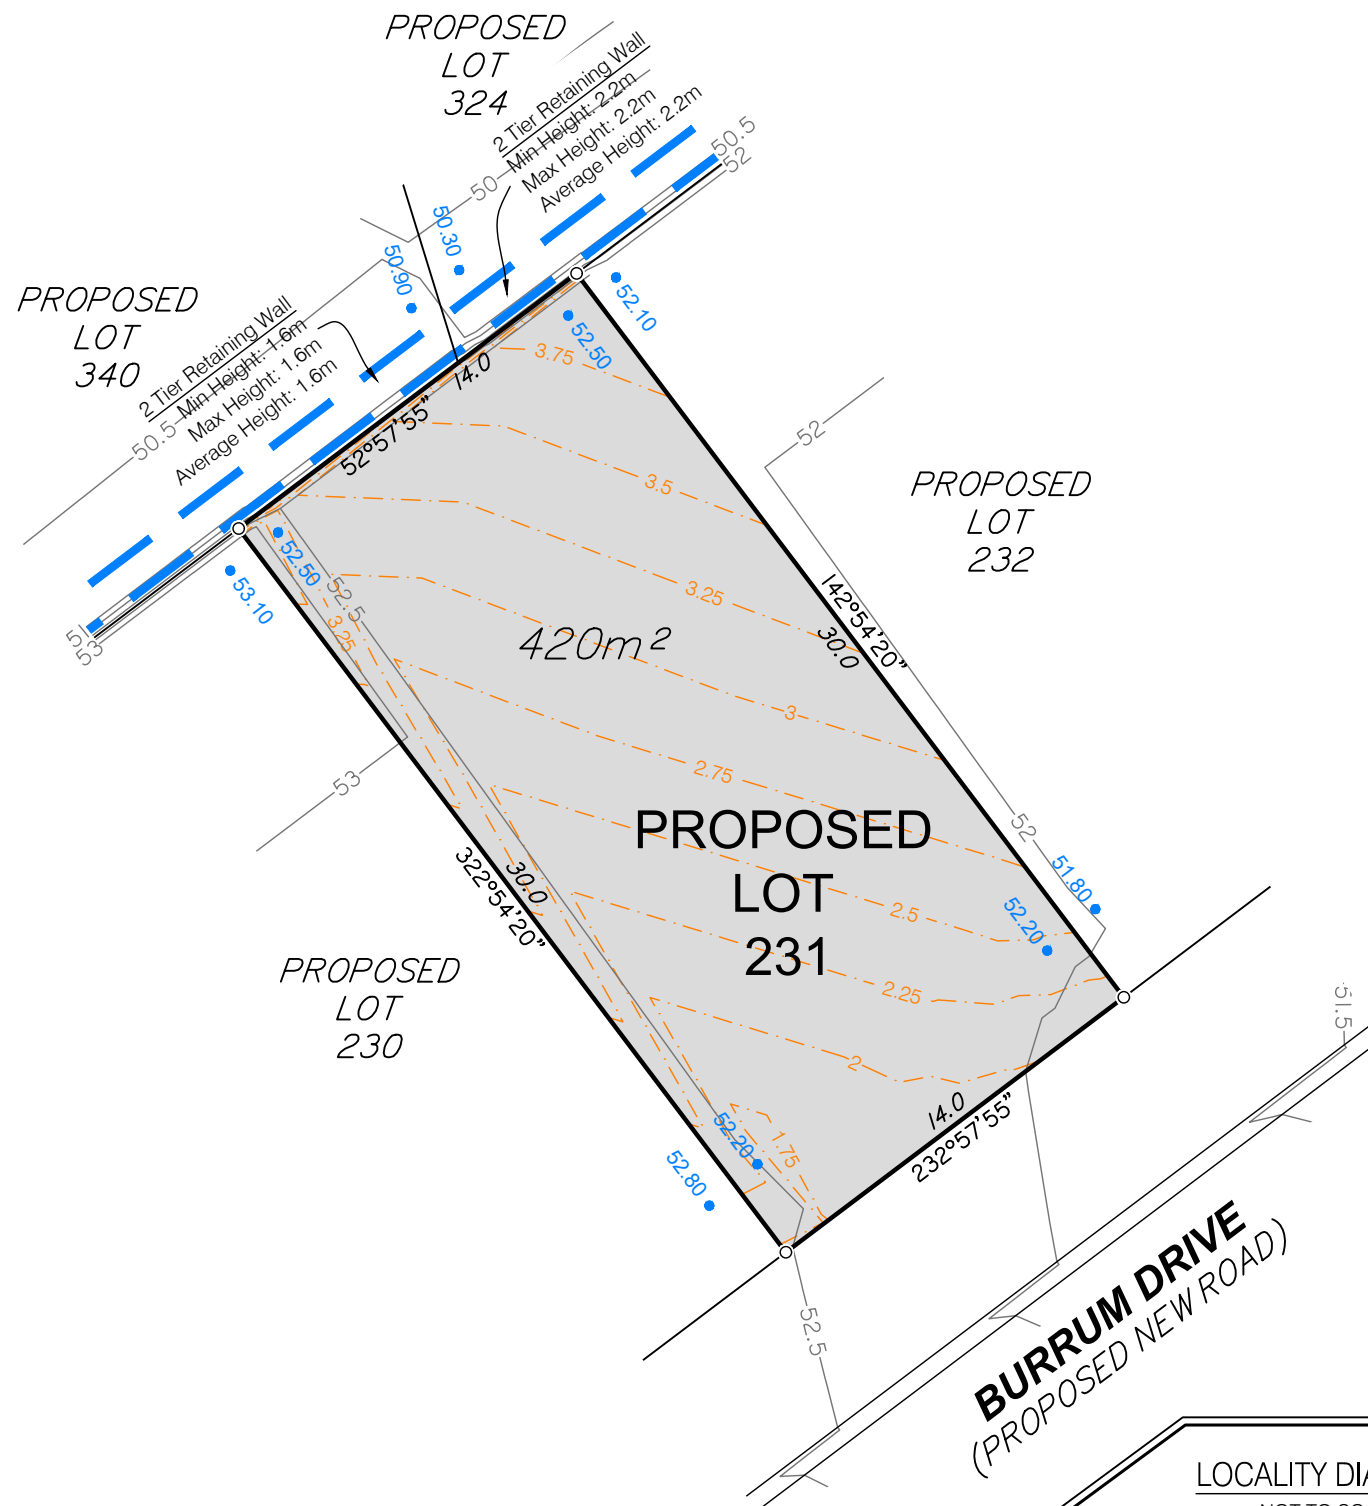 PROPOSED
LOT
324
2 Tier Retaining Wall
Min Height: 2.2m
Max Height: 2.2m
Average Height: 2.2m
50
50.5
52
50.30
50.90
52.10
52.50
PROPOSED
LOT
340
2 Tier Retaining Wall
Min Height: 1.6m
Max Height: 1.6m
Average Height: 1.6m
50.5
51
53
14.0
52°57'55"
3.75
3.5
3.25
3
2.75
2.5
2.25
2
1.75
3.25
52
PROPOSED
LOT
232
52.50
53.10
52.5
420m²
142°54'20"
30.0
53
PROPOSED
LOT
231
30.0
322°54'20"
52
51.80
52.20
PROPOSED
LOT
230
51.5
14.0
232°57'55"
52.20
52.80
52.5
BURRUM DRIVE
(PROPOSED NEW ROAD)
LOCALITY DIA
NOT TO SC